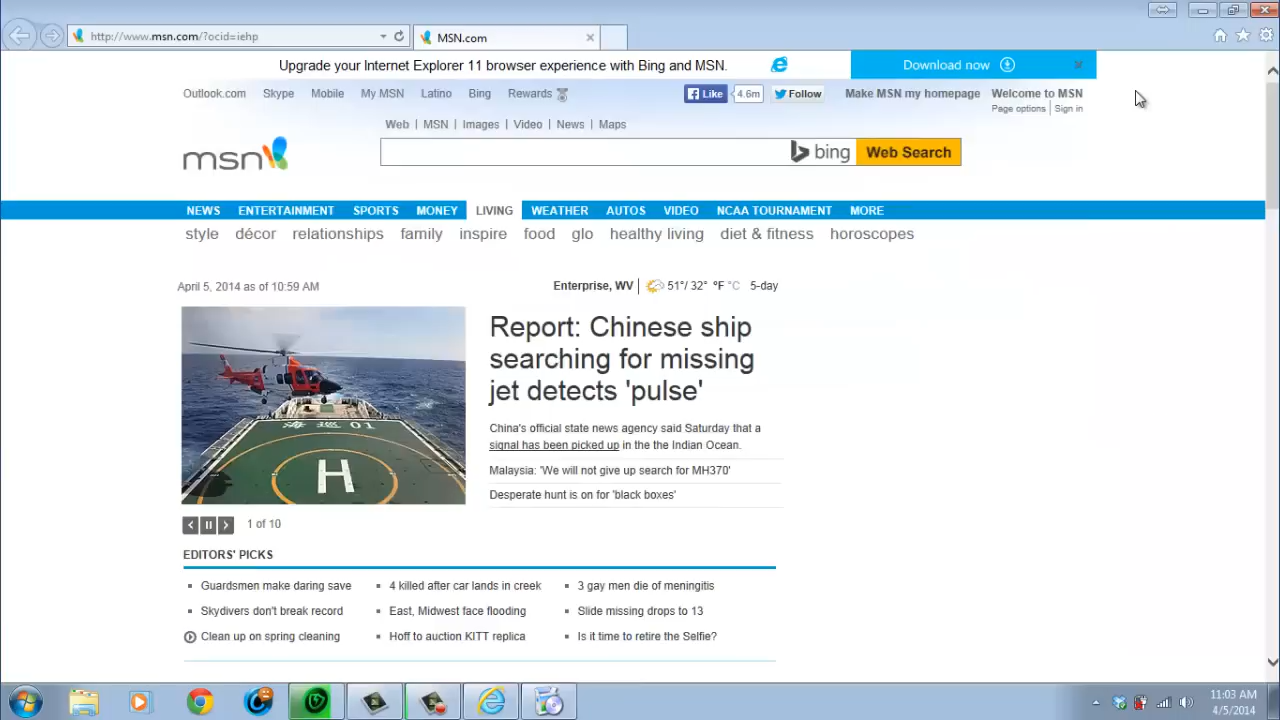 http://www.msn.com/?ocid=iehp
MSN.com
Upgrade your Internet Explorer 11 browser experience with Bing and MSN.
Download now
Outlook.com Skype Mobile My MSN Latino Bing Rewards
Like 4.6m Follow
Make MSN my homepage Welcome to MSN
Page options Sign in
Web | MSN | Images | Video | News | Maps
msn
bing Web Search
NEWS ENTERTAINMENT SPORTS MONEY LIVING WEATHER AUTOS VIDEO NCAA TOURNAMENT MORE
style décor relationships family inspire food glo healthy living diet & fitness horoscopes
April 5, 2014 as of 10:59 AM
Enterprise, WV | 51°/ 32° °F °C 5-day
Report: Chinese ship
searching for missing
jet detects 'pulse'
China's official state news agency said Saturday that a
signal has been picked up in the the Indian Ocean.
Malaysia: 'We will not give up search for MH370'
Desperate hunt is on for 'black boxes'
海巡 01
H
1 of 10
EDITORS' PICKS
Guardsmen make daring save
4 killed after car lands in creek
3 gay men die of meningitis
Skydivers don't break record
East, Midwest face flooding
Slide missing drops to 13
Clean up on spring cleaning
Hoff to auction KITT replica
Is it time to retire the Selfie?
11:03 AM
4/5/2014